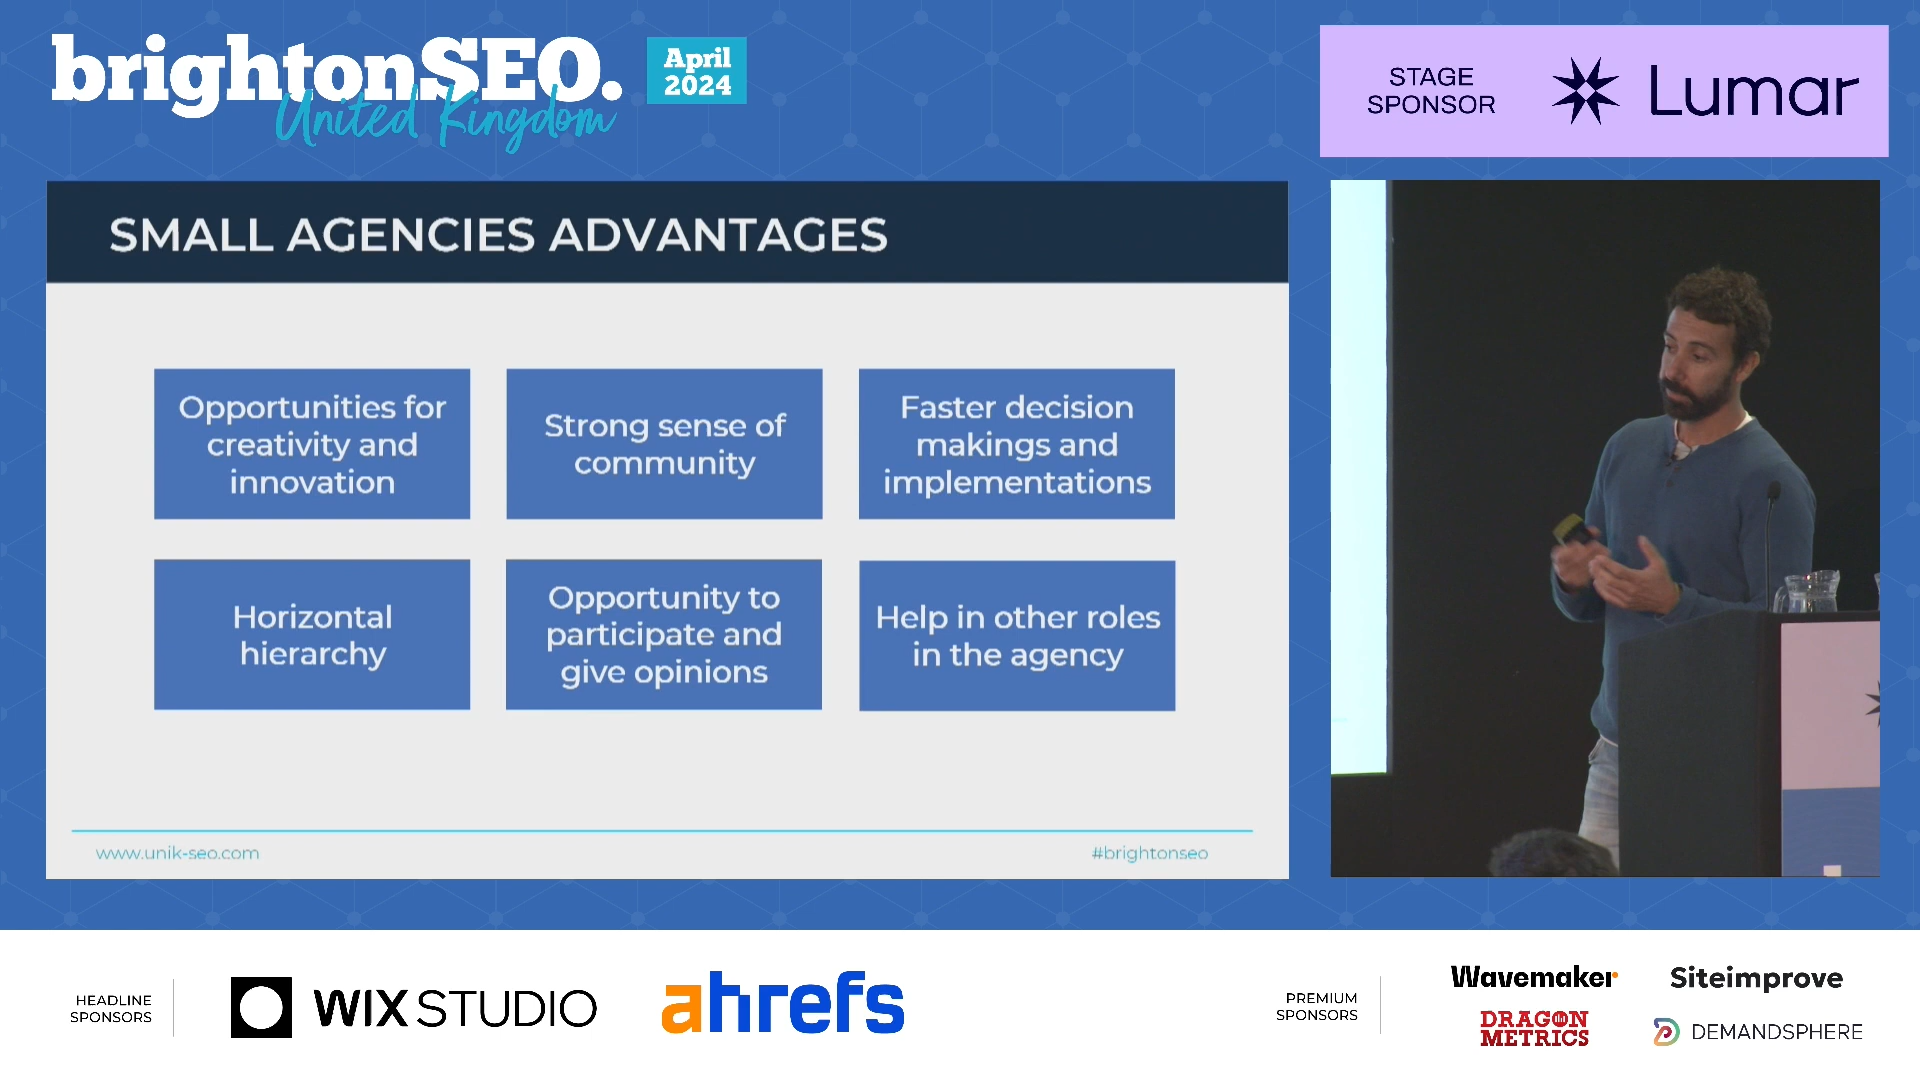 brightonSEO.
United Kingdom
April
2024
STAGE
SPONSOR
Lumar
SMALL AGENCIES ADVANTAGES
Opportunities for
creativity and
innovation
Strong sense of
community
Faster decision
makings and
implementations
Horizontal
hierarchy
Opportunity to
participate and
give opinions
Help in other roles
in the agency
www.unik-seo.com
#brightonseo
HEADLINE
SPONSORS
WIX STUDIO
ahrefs
PREMIUM
SPONSORS
Wavemaker
Siteimprove
DRAGON
METRICS
DEMANDSPHERE